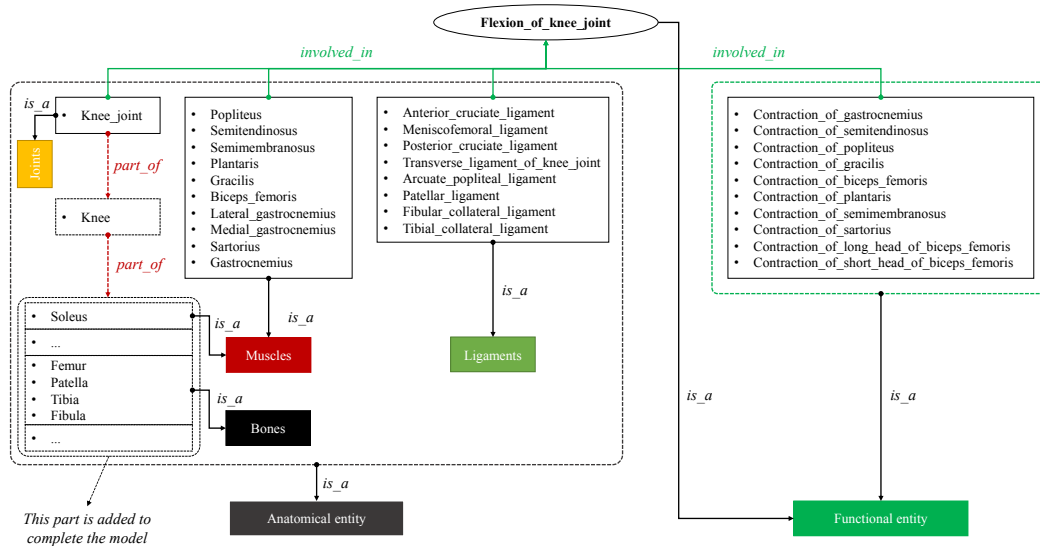 Flexion_of_knee_joint
involved_in
involved_in
is_a
• Knee_joint
Joints
part_of
• Knee
part_of
• Popliteus
• Semitendinosus
• Semimembranosus
• Plantaris
• Gracilis
• Biceps_femoris
• Lateral_gastrocnemius
• Medial_gastrocnemius
• Sartorius
• Gastrocnemius
• Anterior_cruciate_ligament
• Meniscofemoral_ligament
• Posterior_cruciate_ligament
• Transverse_ligament_of_knee_joint
• Arcuate_popliteal_ligament
• Patellar_ligament
• Fibular_collateral_ligament
• Tibial_collateral_ligament
• Contraction_of_gastrocnemius
• Contraction_of_semitendinosus
• Contraction_of_popliteus
• Contraction_of_gracilis
• Contraction_of_biceps_femoris
• Contraction_of_plantaris
• Contraction_of_semimembranosus
• Contraction_of_sartorius
• Contraction_of_long_head_of_biceps_femoris
• Contraction_of_short_head_of_biceps_femoris
• Soleus
• ...
• Femur
• Patella
• Tibia
• Fibula
• ...
is_a
is_a
is_a
Muscles
Ligaments
is_a
Bones
is_a
is_a
is_a
Anatomical entity
Functional entity
This part is added to
complete the model